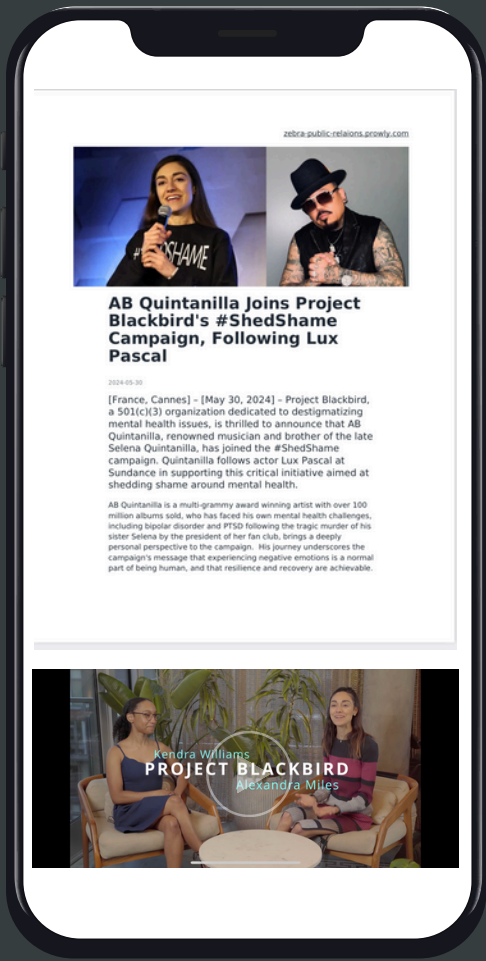 zebra-public-relaions.prowly.com
#SHEDSHAME
AB Quintanilla Joins Project
Blackbird's #ShedShame
Campaign, Following Lux
Pascal
2024-05-30
[France, Cannes] – [May 30, 2024] – Project Blackbird,
a 501(c)(3) organization dedicated to destigmatizing
mental health issues, is thrilled to announce that AB
Quintanilla, renowned musician and brother of the late
Selena Quintanilla, has joined the #ShedShame
campaign. Quintanilla follows actor Lux Pascal at
Sundance in supporting this critical initiative aimed at
shedding shame around mental health.
AB Quintanilla is a multi-grammy award winning artist with over 100
million albums sold, who has faced his own mental health challenges,
including bipolar disorder and PTSD following the tragic murder of his
sister Selena by the president of her fan club, brings a deeply
personal perspective to the campaign.  His journey underscores the
campaign's message that experiencing negative emotions is a normal
part of being human, and that resilience and recovery are achievable.
Kendra Williams
PROJECT BLACKBIRD
Alexandra Miles